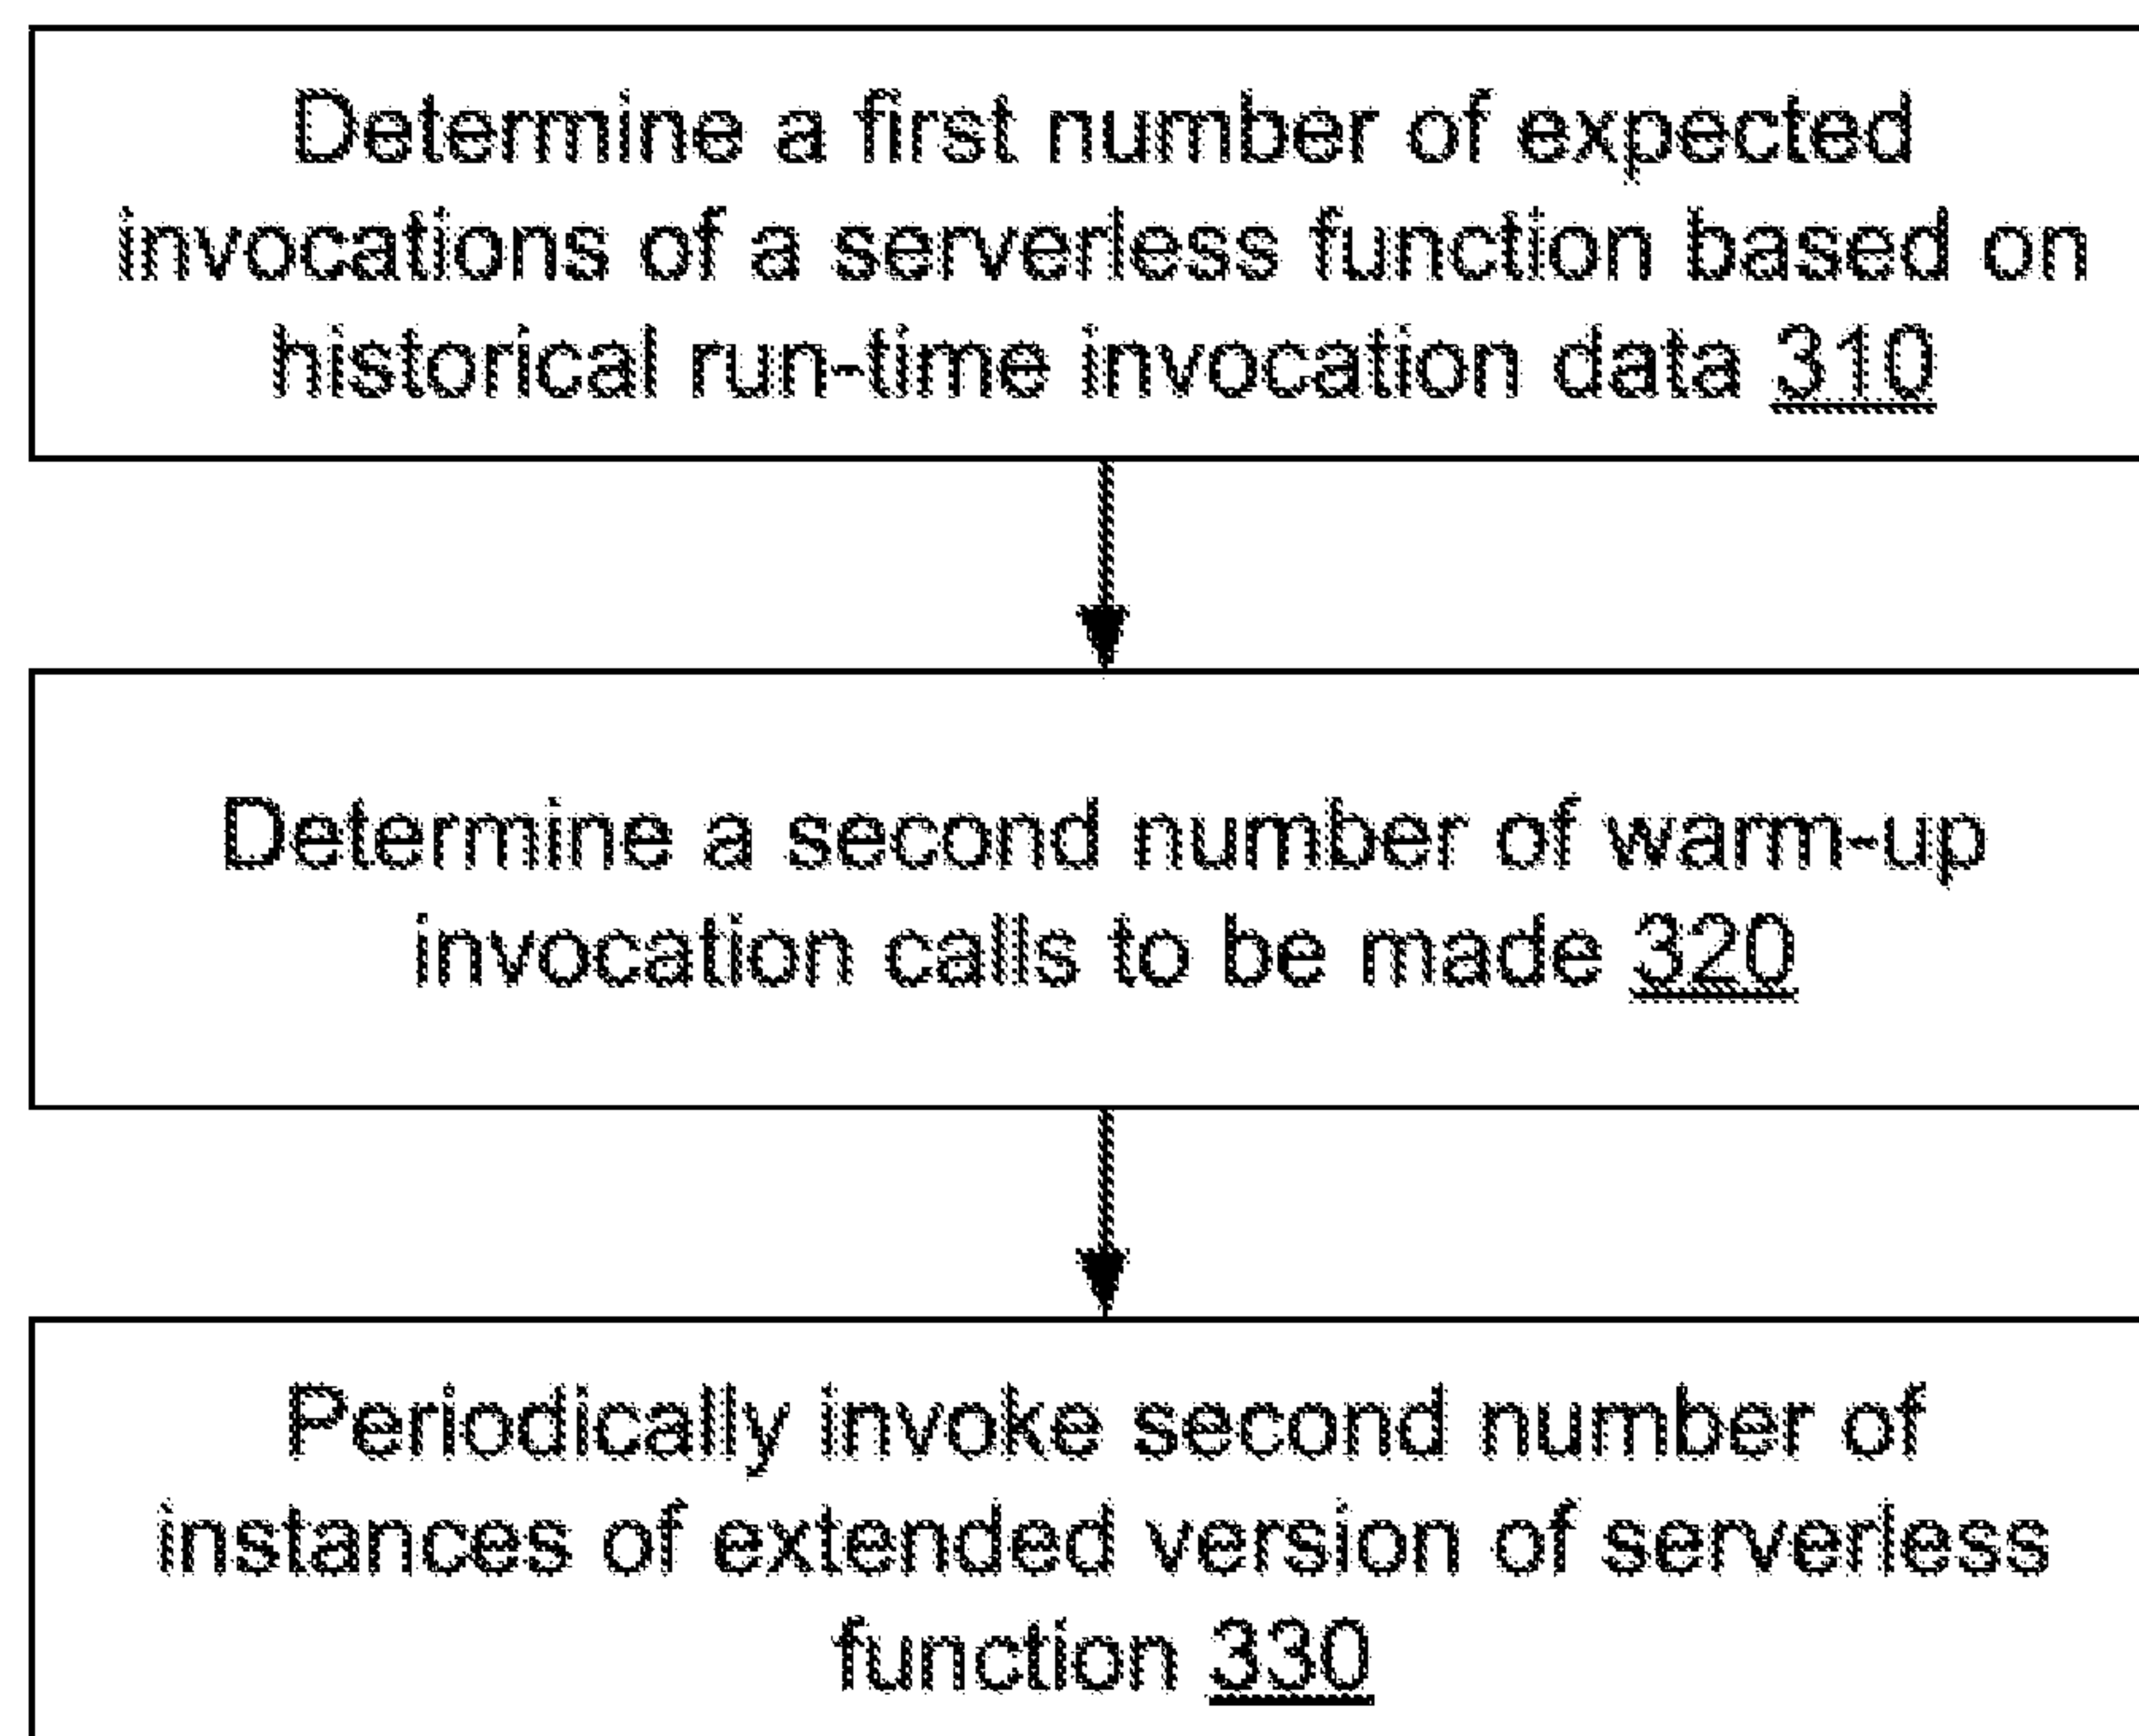 Determine a first number of expected
invocations of a serverless function based on
historical run-time invocation data 310
Determine a second number of warm-up
invocation calls to be made 320
Periodically invoke second number of
instances of extended version of serverless
function 330